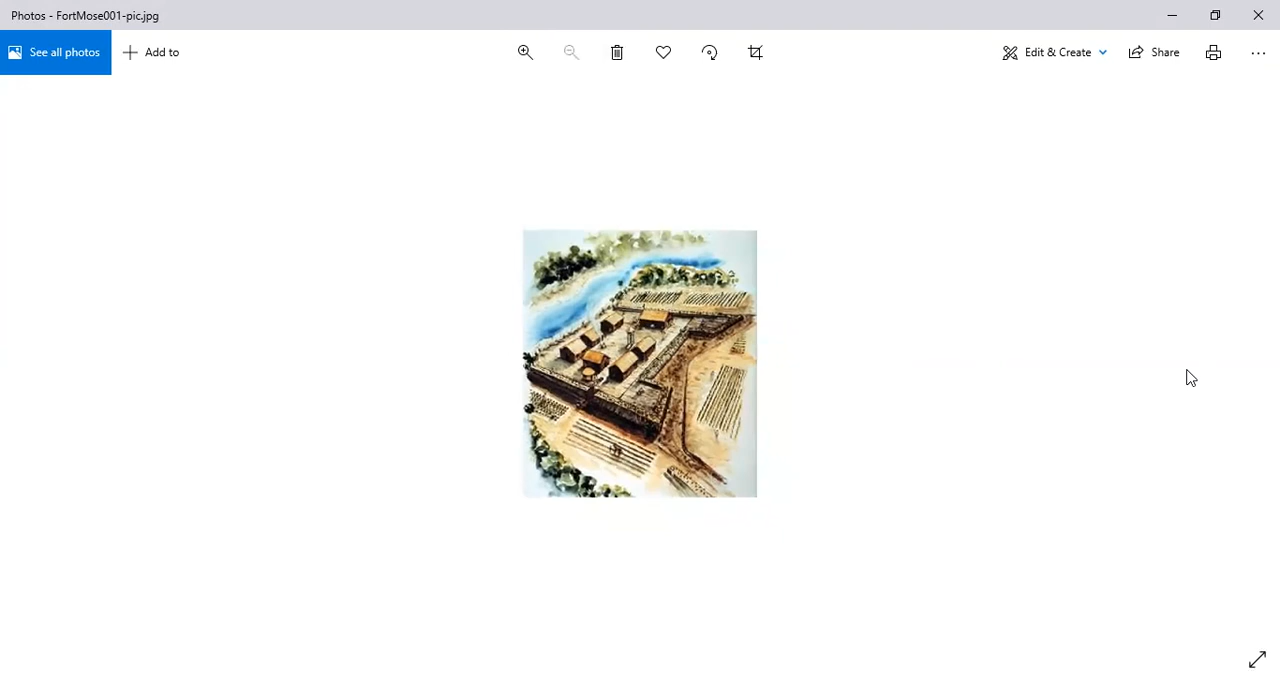 Photos - FortMose001-pic.jpg
See all photos
Add to
Edit & Create
Share